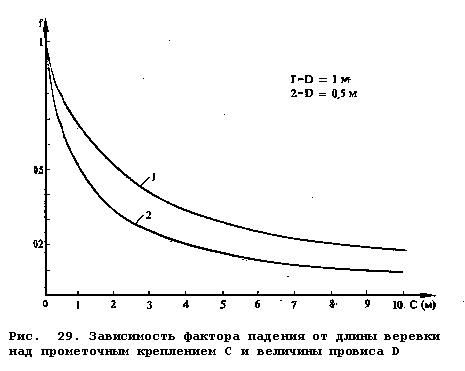 f
1
1-D = 1 м
2-D = 0,5 м
0,5
1
2
0,2
0 1 2 3 4 5 6 7 8 9 10 C (м)
Рис. 29. Зависимость фактора падения от длины веревки
над прометочным креплением С и величины провиса D